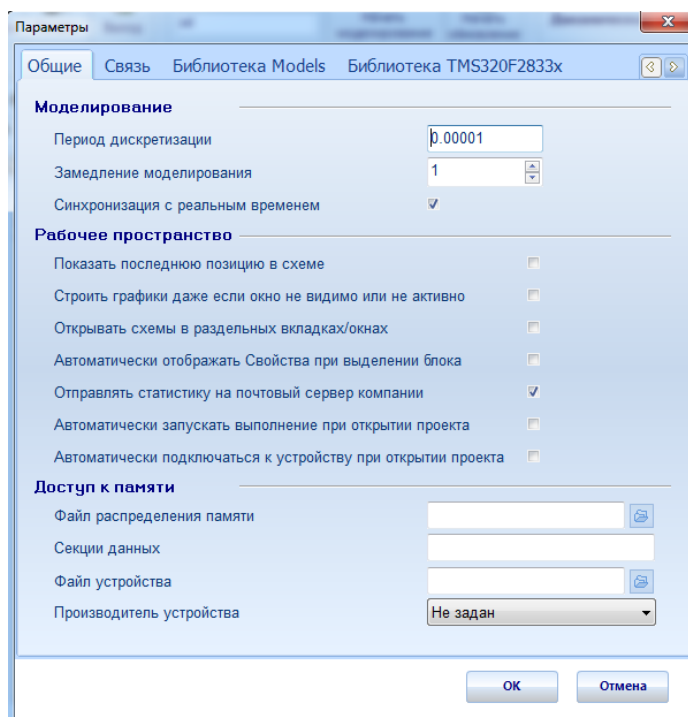 Параметры
Общие Связь Библиотека Models Библиотека TMS320F2833x
Моделирование
Период дискретизации 0.00001
Замедление моделирования 1
Синхронизация с реальным временем
Рабочее пространство
Показать последнюю позицию в схеме
Строить графики даже если окно не видимо или не активно
Открывать схемы в раздельных вкладках/окнах
Автоматически отображать Свойства при выделении блока
Отправлять статистику на почтовый сервер компании
Автоматически запускать выполнение при открытии проекта
Автоматически подключаться к устройству при открытии проекта
Доступ к памяти
Файл распределения памяти
Секции данных
Файл устройства
Производитель устройства Не задан
ОК Отмена